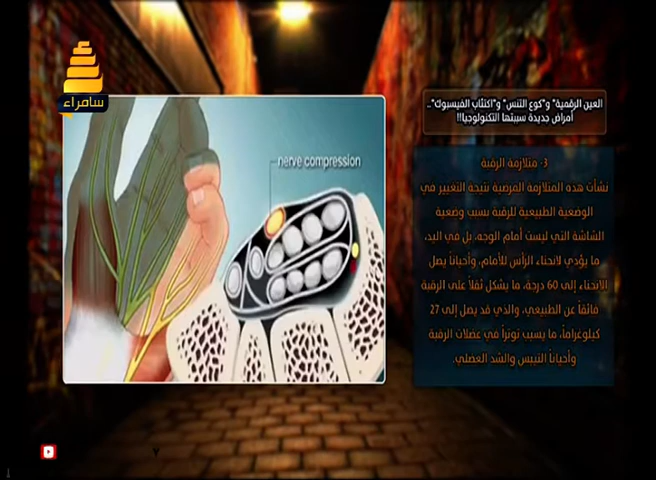 سامراء
العين الرقمية" و"كوع التنس" و"اكتئاب الفيسبوك"..
أمراض جديدة سببتها التكنولوجيا!!
nerve compression
3- متلازمة الرقبة
نشأت هذه المتلازمة المرضية نتيجة التغيير في
الوضعية الطبيعية للرقبة بسبب وضعية
الشاشة التي ليست أمام الوجه، بل في اليد،
ما يؤدي لانحناء الرأس للأمام، وأحياناً يصل
الانحناء إلى 60 درجة، ما يشكل ثقلاً على الرقبة
فائقاً عن الطبيعي، والذي قد يصل إلى 27
كيلوغراماً، ما يسبب توتراً في عضلات الرقبة
وأحياناً التيبس والشد العضلي.